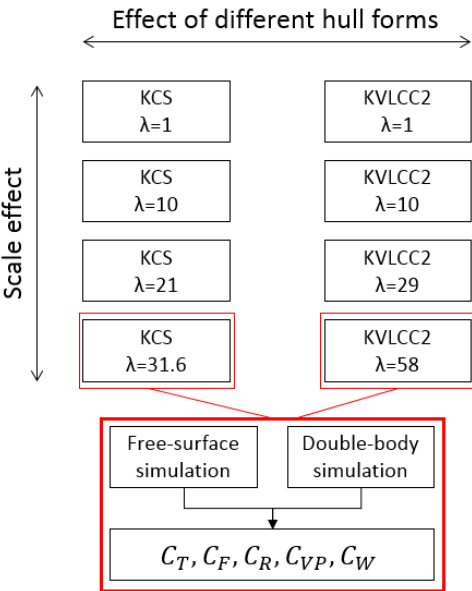 Effect of different hull forms
Scale effect
KCS
λ=1
KVLCC2
λ=1
KCS
λ=10
KVLCC2
λ=10
KCS
λ=21
KVLCC2
λ=29
KCS
λ=31.6
KVLCC2
λ=58
Free-surface
simulation
Double-body
simulation
C_T, C_F, C_R, C_VP, C_W